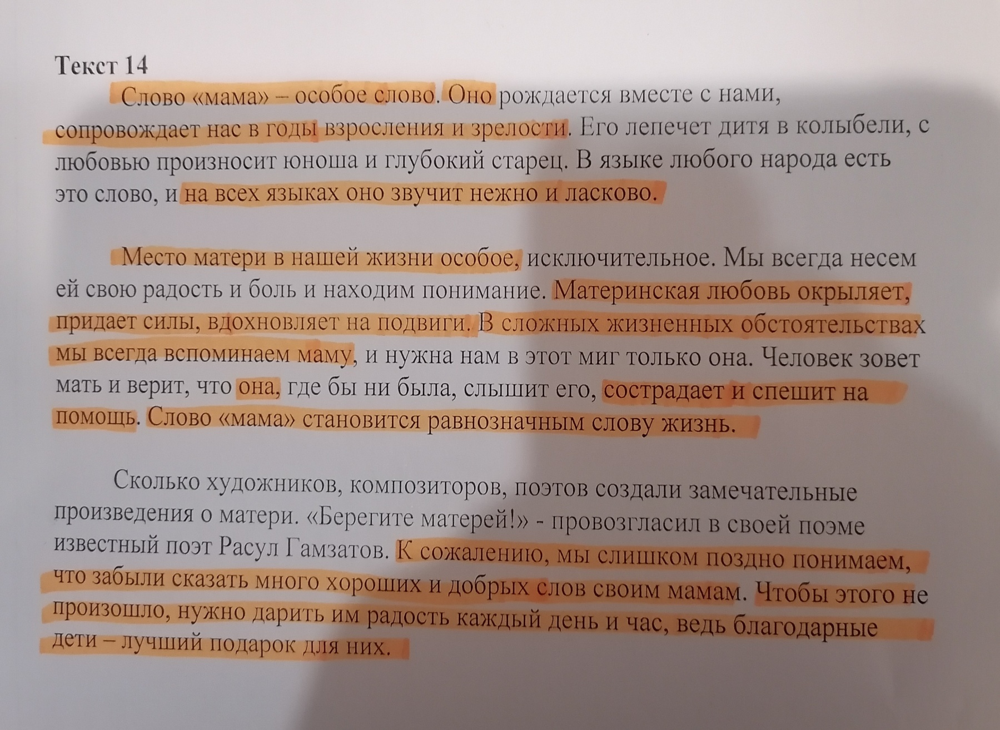 Текст 14
Слово «мама» – особое слово. Оно рождается вместе с нами,
сопровождает нас в годы взросления и зрелости. Его лепечет дитя в колыбели, с
любовью произносит юноша и глубокий старец. В языке любого народа есть
это слово, и на всех языках оно звучит нежно и ласково.
Место матери в нашей жизни особое, исключительное. Мы всегда несем
ей свою радость и боль и находим понимание. Материнская любовь окрыляет,
придает силы, вдохновляет на подвиги. В сложных жизненных обстоятельствах
мы всегда вспоминаем маму, и нужна нам в этот миг только она. Человек зовет
мать и верит, что она, где бы ни была, слышит его, сострадает и спешит на
помощь. Слово «мама» становится равнозначным слову жизнь.
Сколько художников, композиторов, поэтов создали замечательные
произведения о матери. «Берегите матерей!» - провозгласил в своей поэме
известный поэт Расул Гамзатов. К сожалению, мы слишком поздно понимаем,
что забыли сказать много хороших и добрых слов своим мамам. Чтобы этого не
произошло, нужно дарить им радость каждый день и час, ведь благодарные
дети – лучший подарок для них.